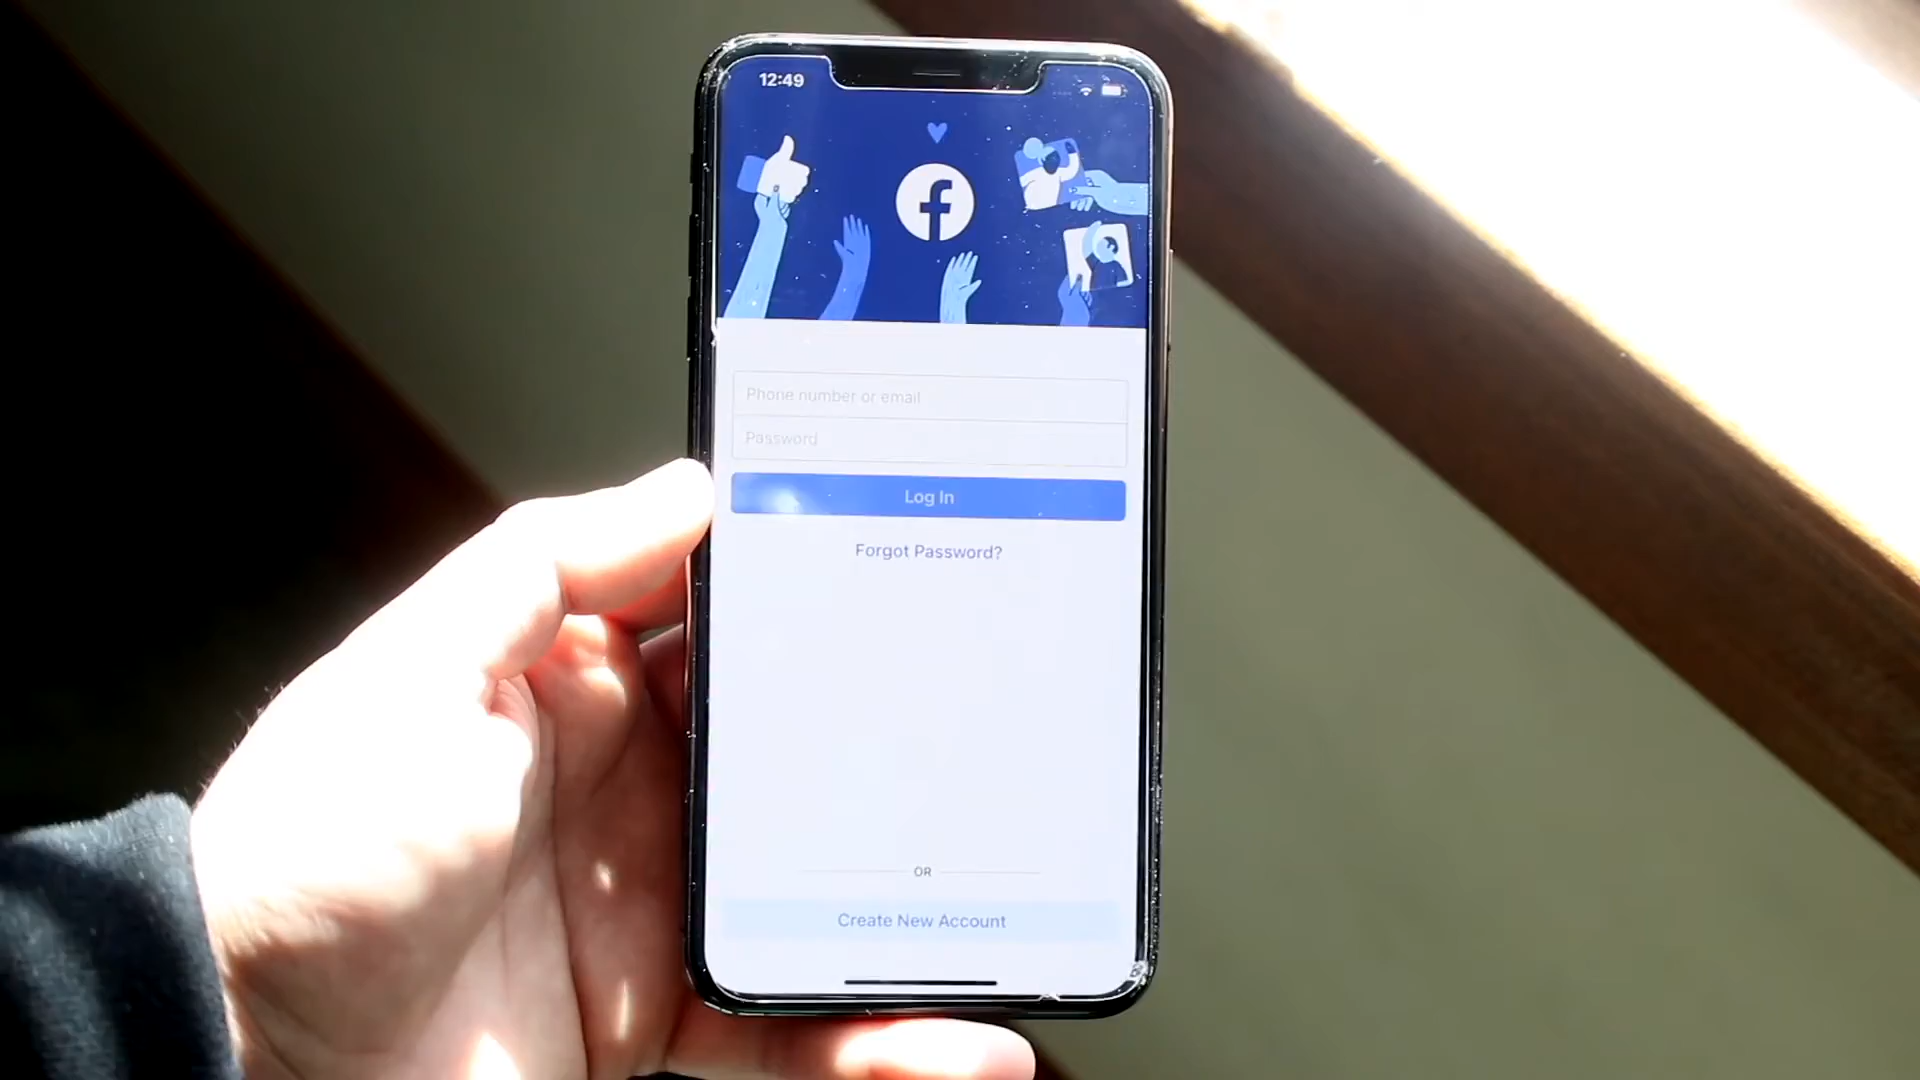 12:49
Phone number or email
Password
Log In
Forgot Password?
OR
Create New Account